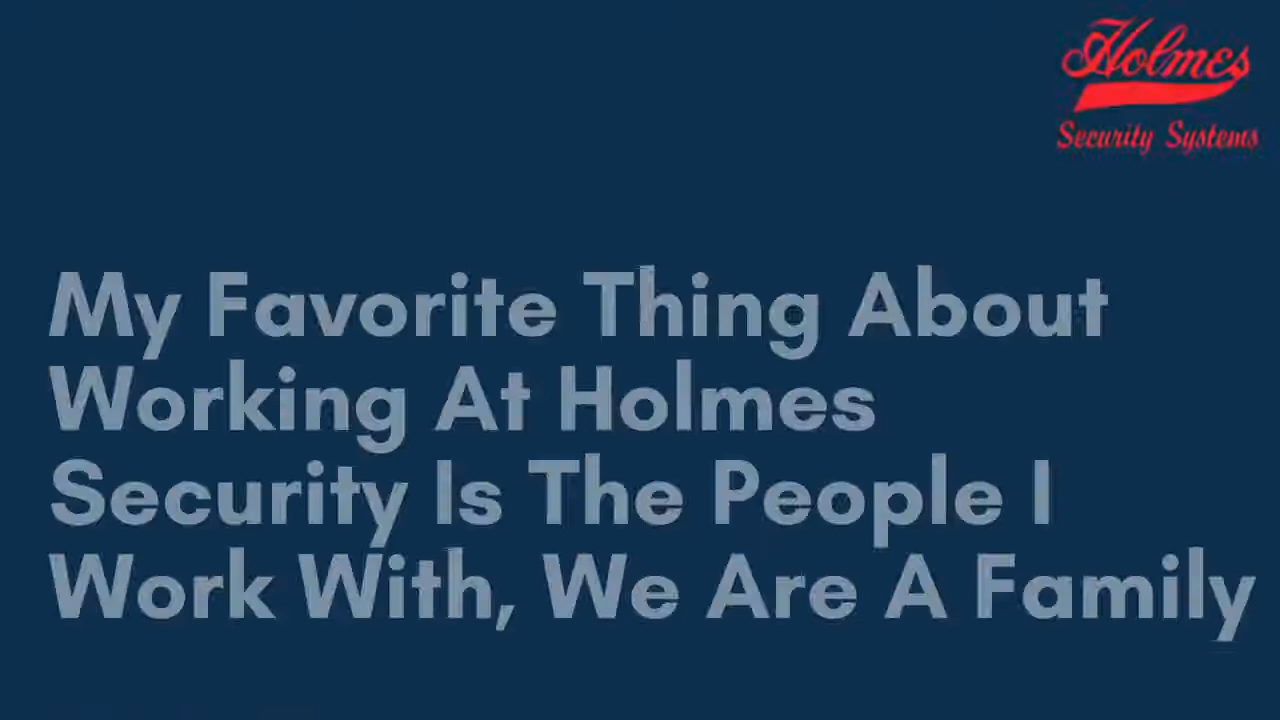 Holmes
Security Systems
My Favorite Thing About
Working At Holmes
Security Is The People I
Work With, We Are A Family